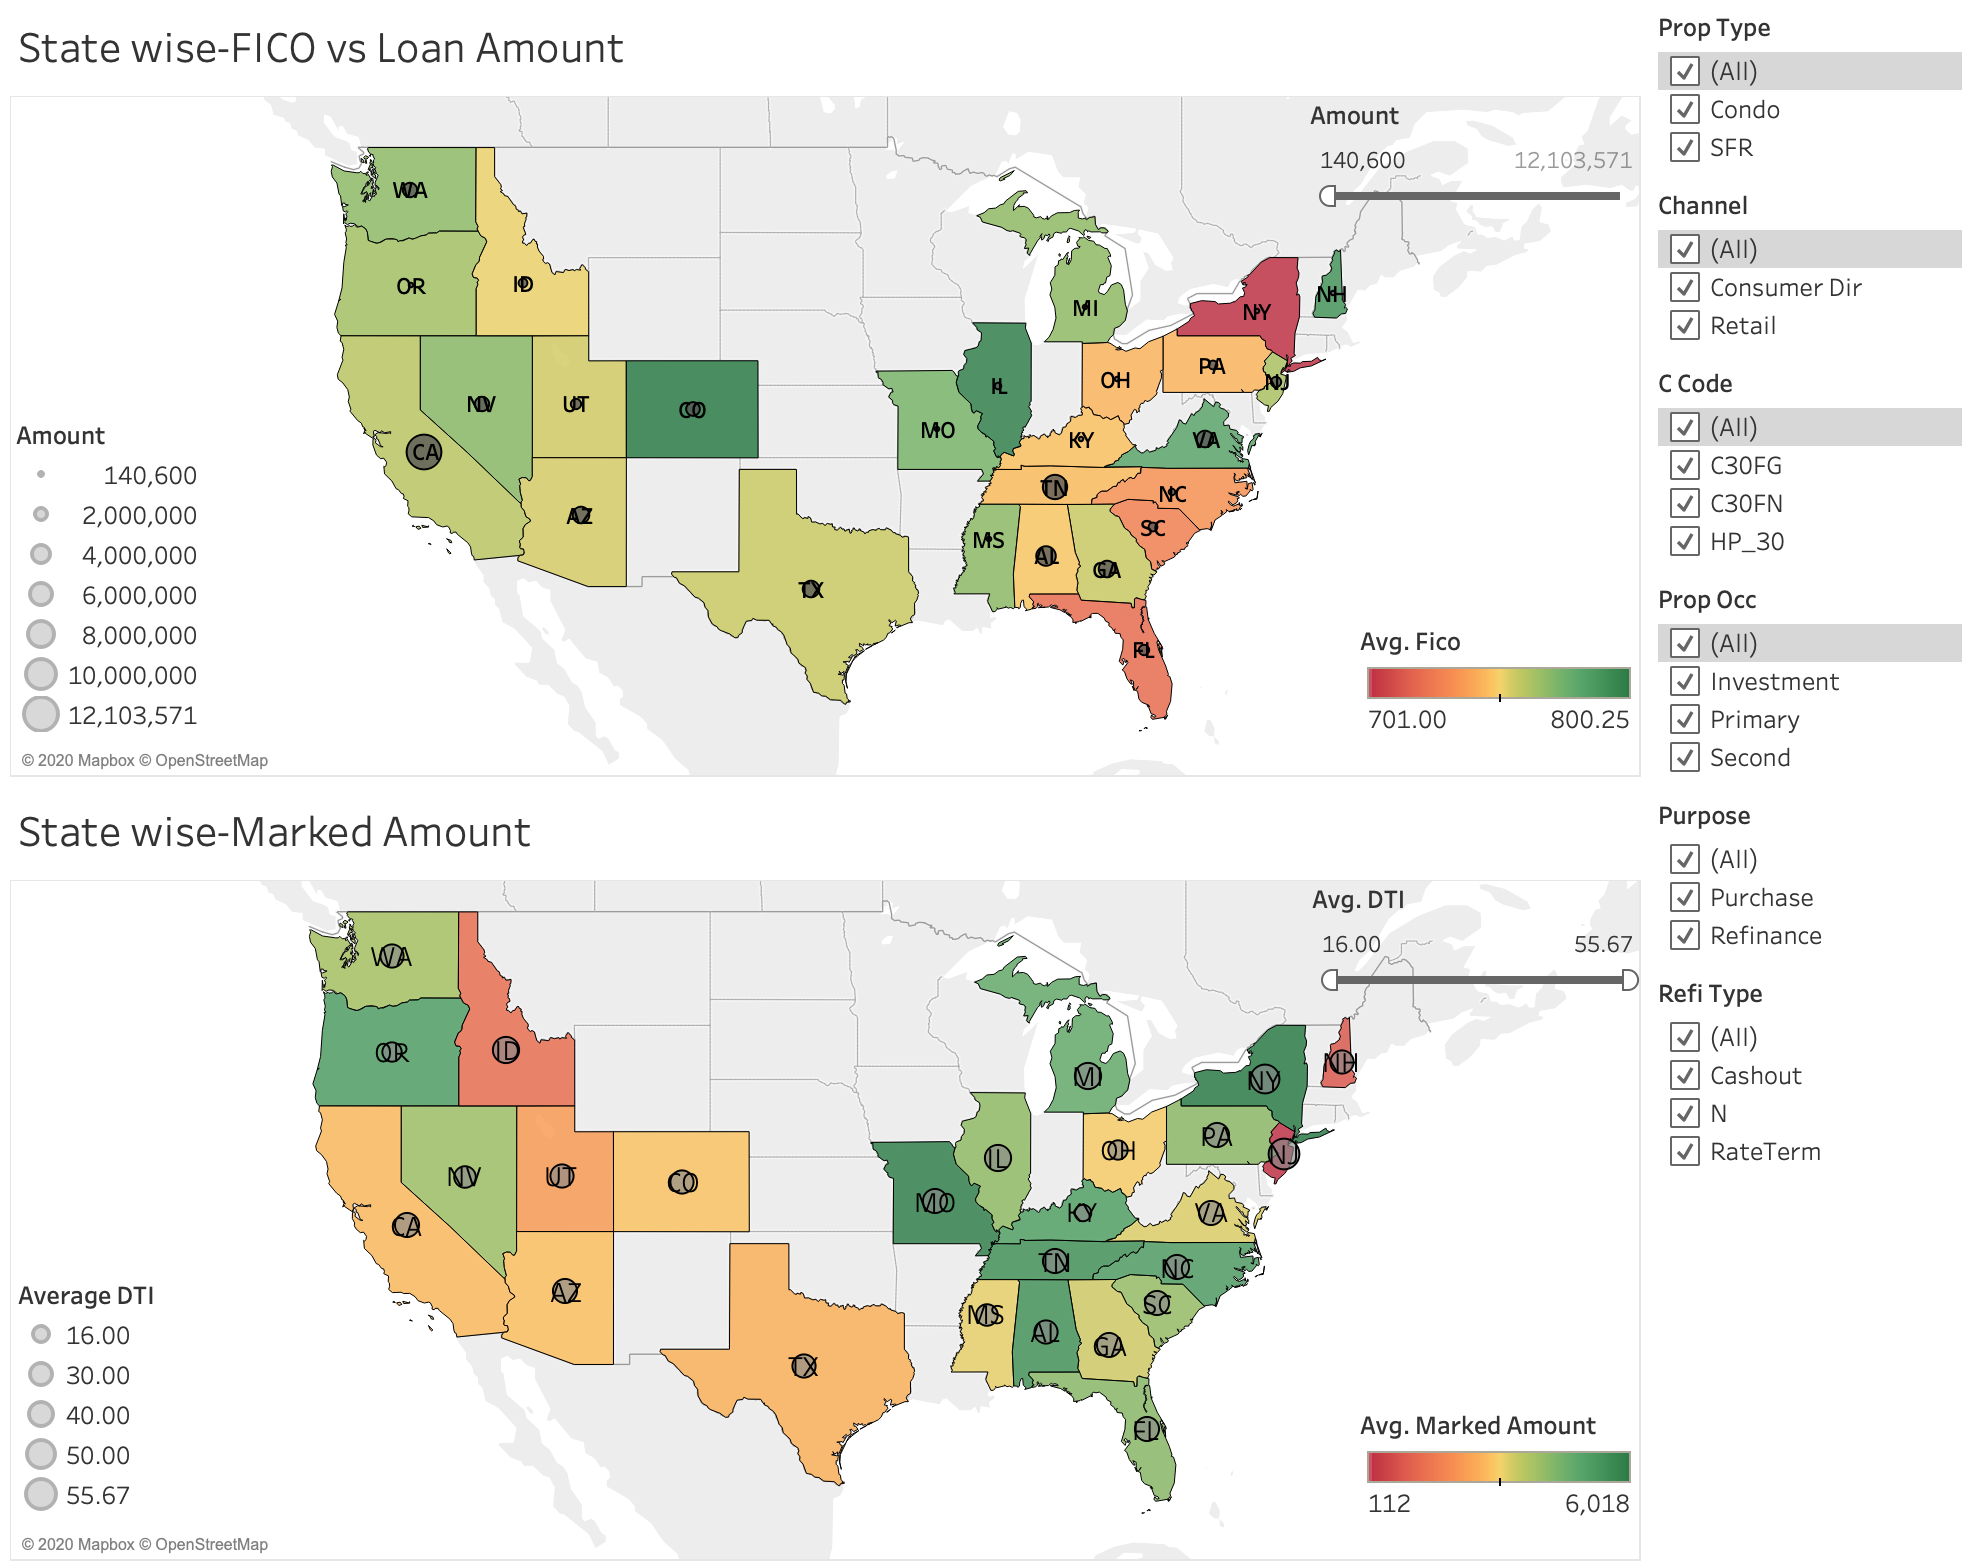 State wise-FICO vs Loan Amount
Amount
140,600
12,103,571
WA
OR
ID
MI
NY
NH
NV
UT
CO
MO
IL
OH
PA
NJ
CA
KY
VA
AZ
TN
NC
TX
MS
AL
GA
SC
FL
Amount
140,600
2,000,000
4,000,000
6,000,000
8,000,000
10,000,000
12,103,571
Avg. Fico
701.00
800.25
© 2020 Mapbox © OpenStreetMap
State wise-Marked Amount
Avg. DTI
16.00
55.67
WA
OR
ID
MI
NY
NH
NV
UT
CO
MO
IL
OH
PA
NJ
CA
KY
VA
AZ
TN
NC
TX
MS
AL
GA
SC
FL
Average DTI
16.00
30.00
40.00
50.00
55.67
Avg. Marked Amount
112
6,018
© 2020 Mapbox © OpenStreetMap
Prop Type
(All)
Condo
SFR
Channel
(All)
Consumer Dir
Retail
C Code
(All)
C30FG
C30FN
HP_30
Prop Occ
(All)
Investment
Primary
Second
Purpose
(All)
Purchase
Refinance
Refi Type
(All)
Cashout
N
RateTerm